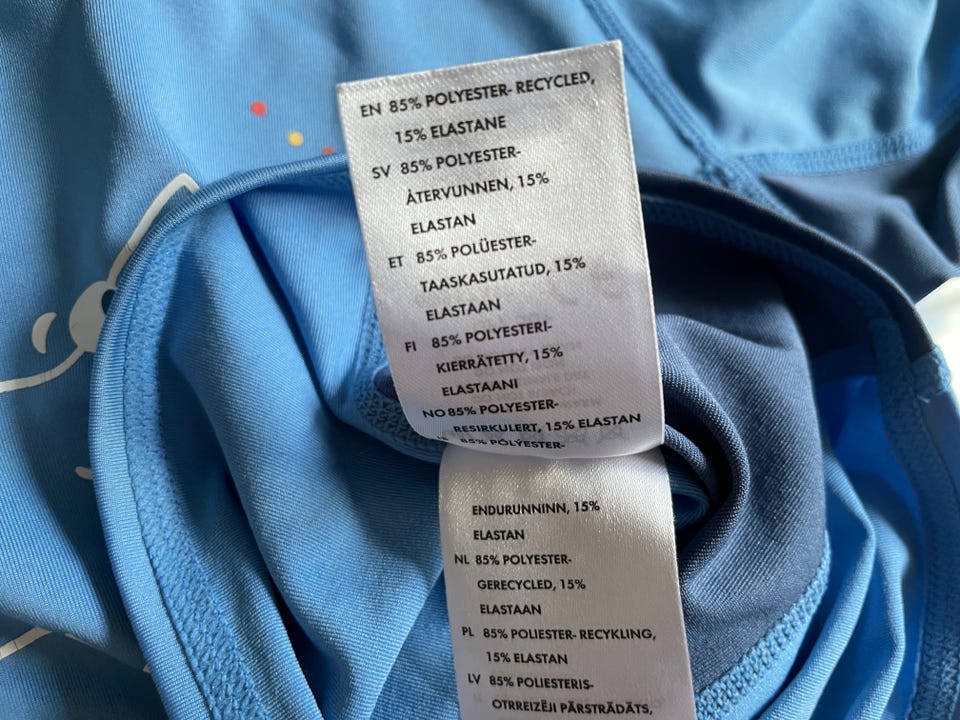 EN 85% POLYESTER- RECYCLED,
15% ELASTANE
SV 85% POLYESTER-
ÅTERVUNNEN, 15%
ELASTAN
ET 85% POLÜESTER-
TAASKASUTATUD, 15%
ELASTAAN
FI 85% POLYESTERI-
KIERRÄTETTY, 15%
ELASTAANI
NO 85% POLYESTER-
RESIRKULERT, 15% ELASTAN
85% PÓLÝESTER-
ENDURUNNINN, 15%
ELASTAN
NL 85% POLYESTER-
GERECYCLED, 15%
ELASTAAN
PL 85% POLIESTER- RECYKLING,
15% ELASTAN
LV 85% POLIESTERIS-
OTRREIZĒJI PĀRSTRĀDĀTS,